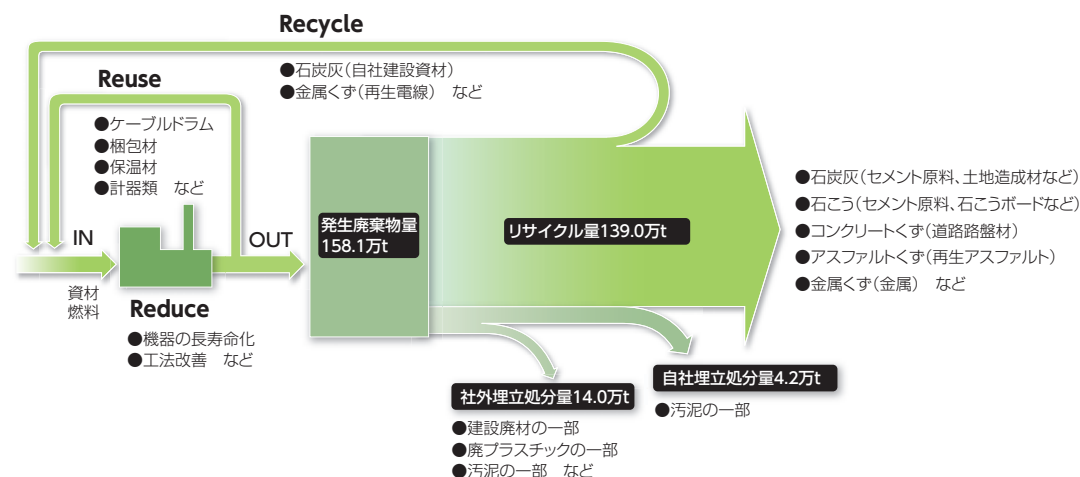 Recycle
●石炭灰(自社建設資材)
●金属くず(再生電線) など
Reuse
●ケーブルドラム
●梱包材
●保温材
●計器類 など
IN
OUT
資材
燃料
Reduce
●機器の長寿命化
●工法改善 など
発生廃棄物量
158.1万t
リサイクル量139.0万t
●石炭灰(セメント原料、土地造成材など)
●石こう(セメント原料、石こうボードなど)
●コンクリートくず(道路路盤材)
●アスファルトくず(再生アスファルト)
●金属くず(金属) など
社外埋立処分量14.0万t
●建設廃材の一部
●廃プラスチックの一部
●汚泥の一部 など
自社埋立処分量4.2万t
●汚泥の一部